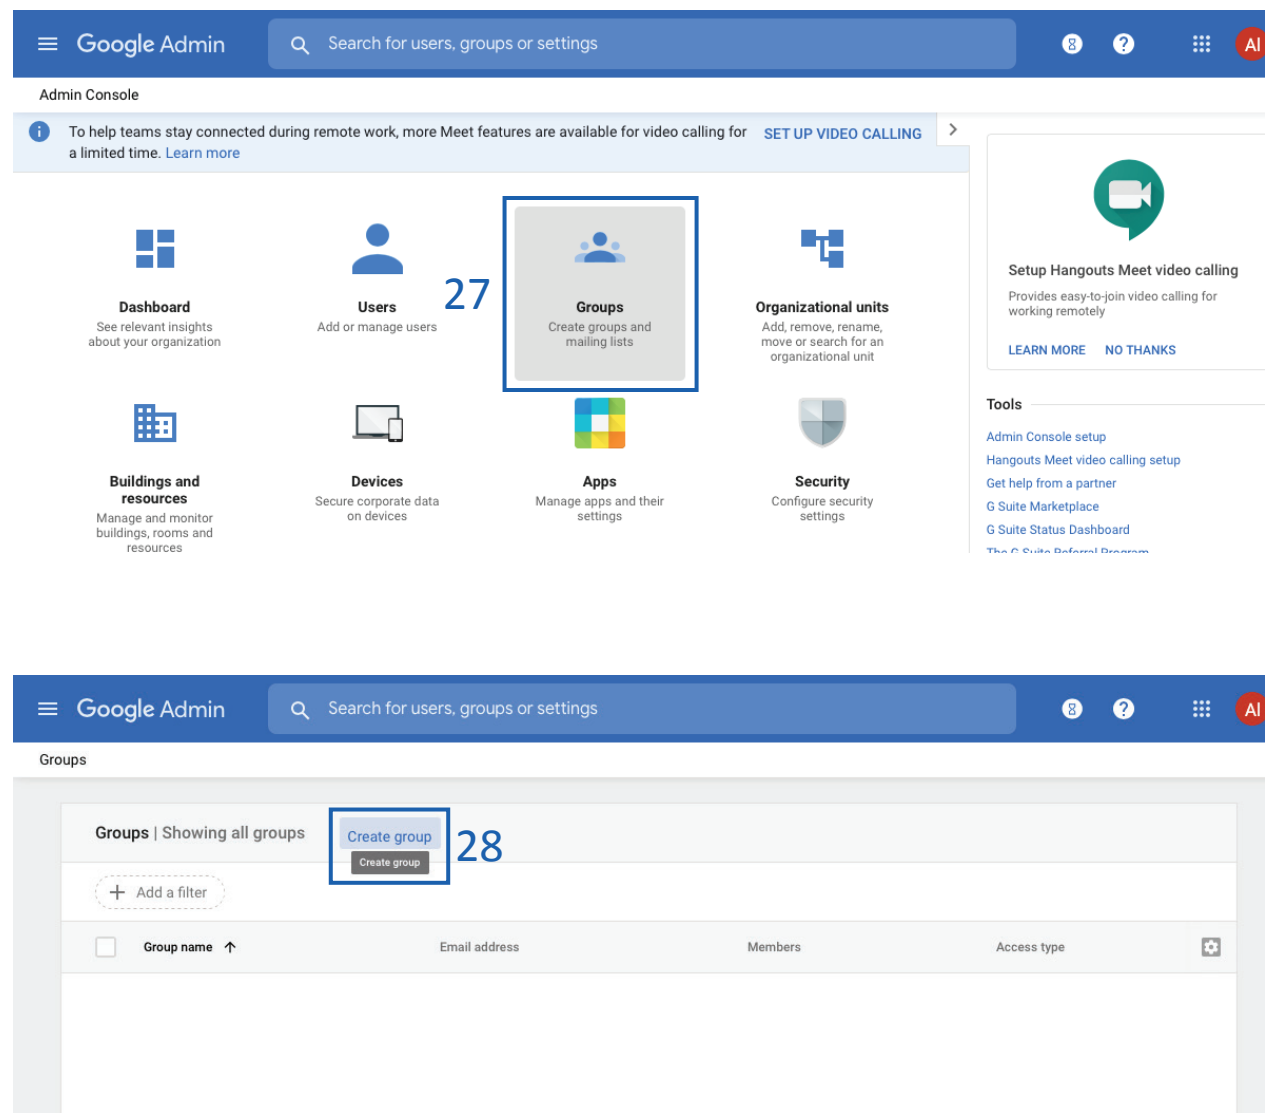 Google Admin
Search for users, groups or settings
8
?
AI
Admin Console
i
To help teams stay connected during remote work, more Meet features are available for video calling for
a limited time. Learn more
SET UP VIDEO CALLING
27
Dashboard
See relevant insights
about your organization
Users
Add or manage users
Groups
Create groups and
mailing lists
Organizational units
Add, remove, rename,
move or search for an
organizational unit
Buildings and
resources
Manage and monitor
buildings, rooms and
resources
Devices
Secure corporate data
on devices
Apps
Manage apps and their
settings
Security
Configure security
settings
Setup Hangouts Meet video calling
Provides easy-to-join video calling for
working remotely
LEARN MORE NO THANKS
Tools
Admin Console setup
Hangouts Meet video calling setup
Get help from a partner
G Suite Marketplace
G Suite Status Dashboard
The G Suite Referral Program
Google Admin
Search for users, groups or settings
8
?
AI
Groups
Groups | Showing all groups
Create group
Create group
28
+ Add a filter
Group name
Email address
Members
Access type